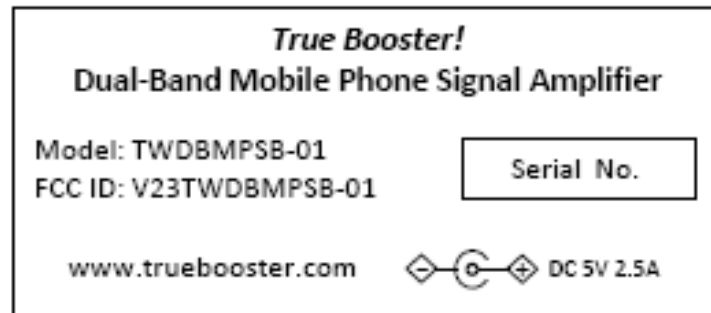 True Booster!
Dual-Band Mobile Phone Signal Amplifier
Model: TWDBMPSB-01
FCC ID: V23TWDBMPSB-01
Serial No.
www.truebooster.com
DC 5V 2.5A